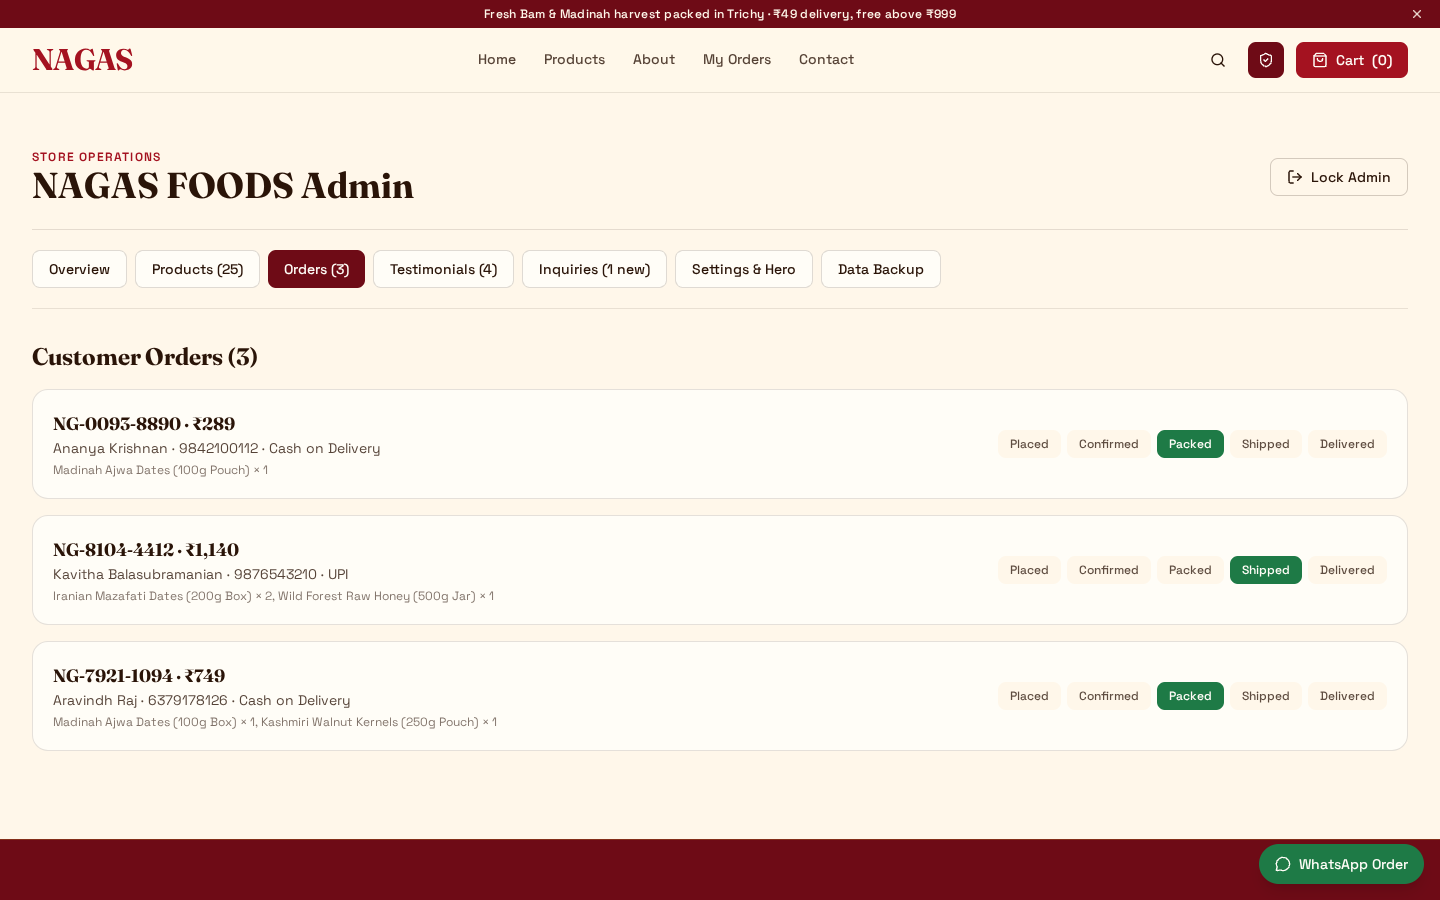 Fresh Bam & Madinah harvest packed in Trichy · ₹49 delivery, free above ₹999
NAGAS
Home
Products
About
My Orders
Contact
Cart (0)
STORE OPERATIONS
NAGAS FOODS Admin
Lock Admin
Overview
Products (25)
Orders (3)
Testimonials (4)
Inquiries (1 new)
Settings & Hero
Data Backup
Customer Orders (3)
NG-0093-8890 · ₹289
Ananya Krishnan · 9842100112 · Cash on Delivery
Madinah Ajwa Dates (100g Pouch) × 1
Placed
Confirmed
Packed
Shipped
Delivered
NG-8104-4412 · ₹1,140
Kavitha Balasubramanian · 9876543210 · UPI
Iranian Mazafati Dates (200g Box) × 2, Wild Forest Raw Honey (500g Jar) × 1
Placed
Confirmed
Packed
Shipped
Delivered
NG-7921-1094 · ₹749
Aravindh Raj · 6379178126 · Cash on Delivery
Madinah Ajwa Dates (100g Box) × 1, Kashmiri Walnut Kernels (250g Pouch) × 1
Placed
Confirmed
Packed
Shipped
Delivered
WhatsApp Order